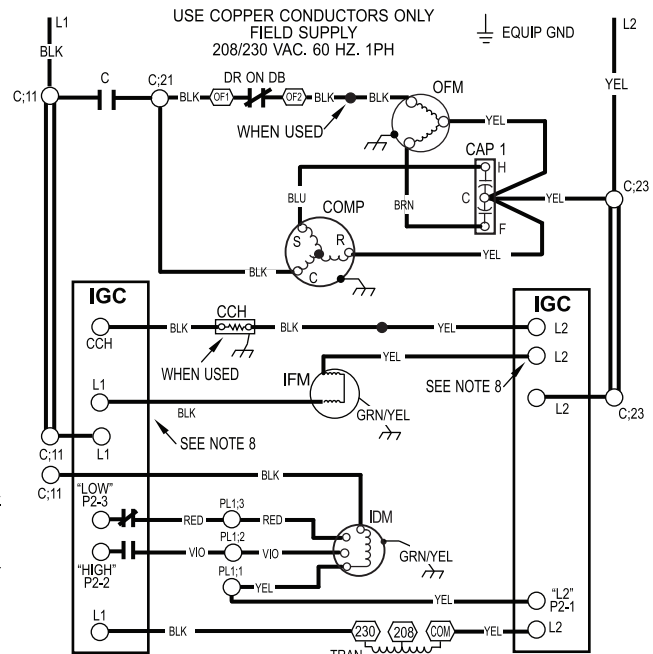 USE COPPER CONDUCTORS ONLY
FIELD SUPPLY
208/230 VAC. 60 HZ. 1PH
EQUIP GND
L1
L2
BLK
YEL
C;11
C
C;21
BLK
OF1
DR ON DB
OF2
BLK
BLK
OFM
WHEN USED
YEL
CAP 1
H
C
F
YEL
C;23
BLU
COMP
BRN
S
R
C
YEL
BLK
IGC
IGC
CCH
BLK
CCH
BLK
YEL
L2
WHEN USED
YEL
L2
IFM
SEE NOTE 8
L1
BLK
GRN/YEL
L2
C;23
SEE NOTE 8
C;11
L1
C;11
BLK
"LOW"
P2-3
RED
PL1;3
RED
IDM
"HIGH"
P2-2
VIO
PL1;2
VIO
GRN/YEL
PL1;1
YEL
YEL
"L2"
P2-1
L1
BLK
230
208
COM
YEL
L2
TRAN